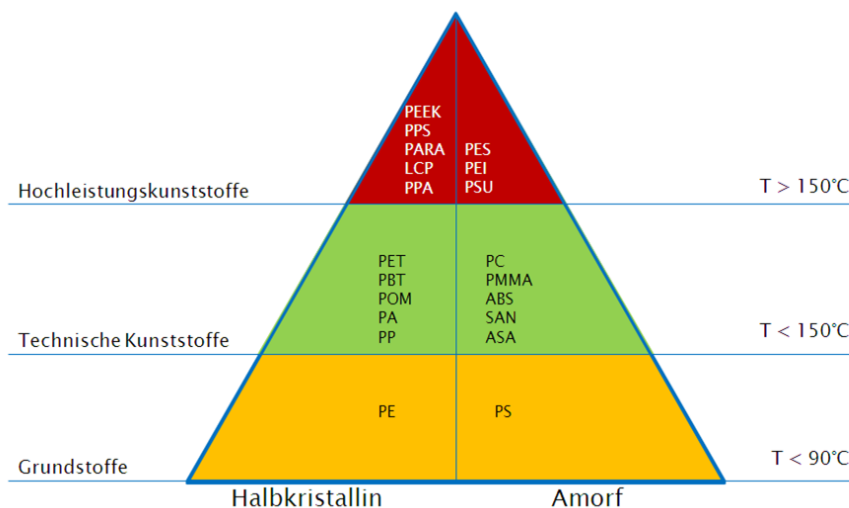 PEEK
PPS
PARA
LCP
PPA
PES
PEI
PSU
Hochleistungskunststoffe
T > 150°C
PET
PBT
POM
PA
PP
PC
PMMA
ABS
SAN
ASA
Technische Kunststoffe
T < 150°C
PE
PS
Grundstoffe
T < 90°C
Halbkristallin
Amorf